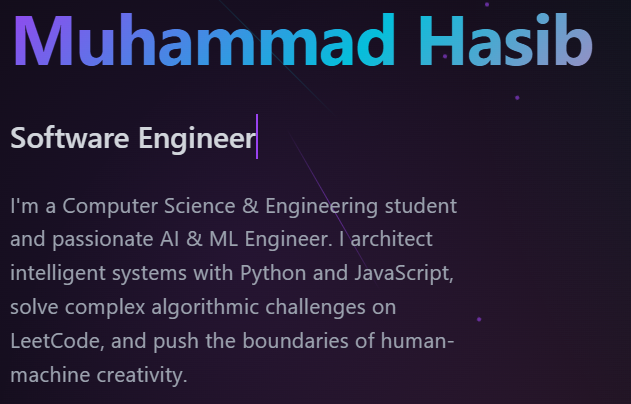 Muhammad Hasib
Software Engineer
I'm a Computer Science & Engineering student
and passionate AI & ML Engineer. I architect
intelligent systems with Python and JavaScript,
solve complex algorithmic challenges on
LeetCode, and push the boundaries of human-
machine creativity.